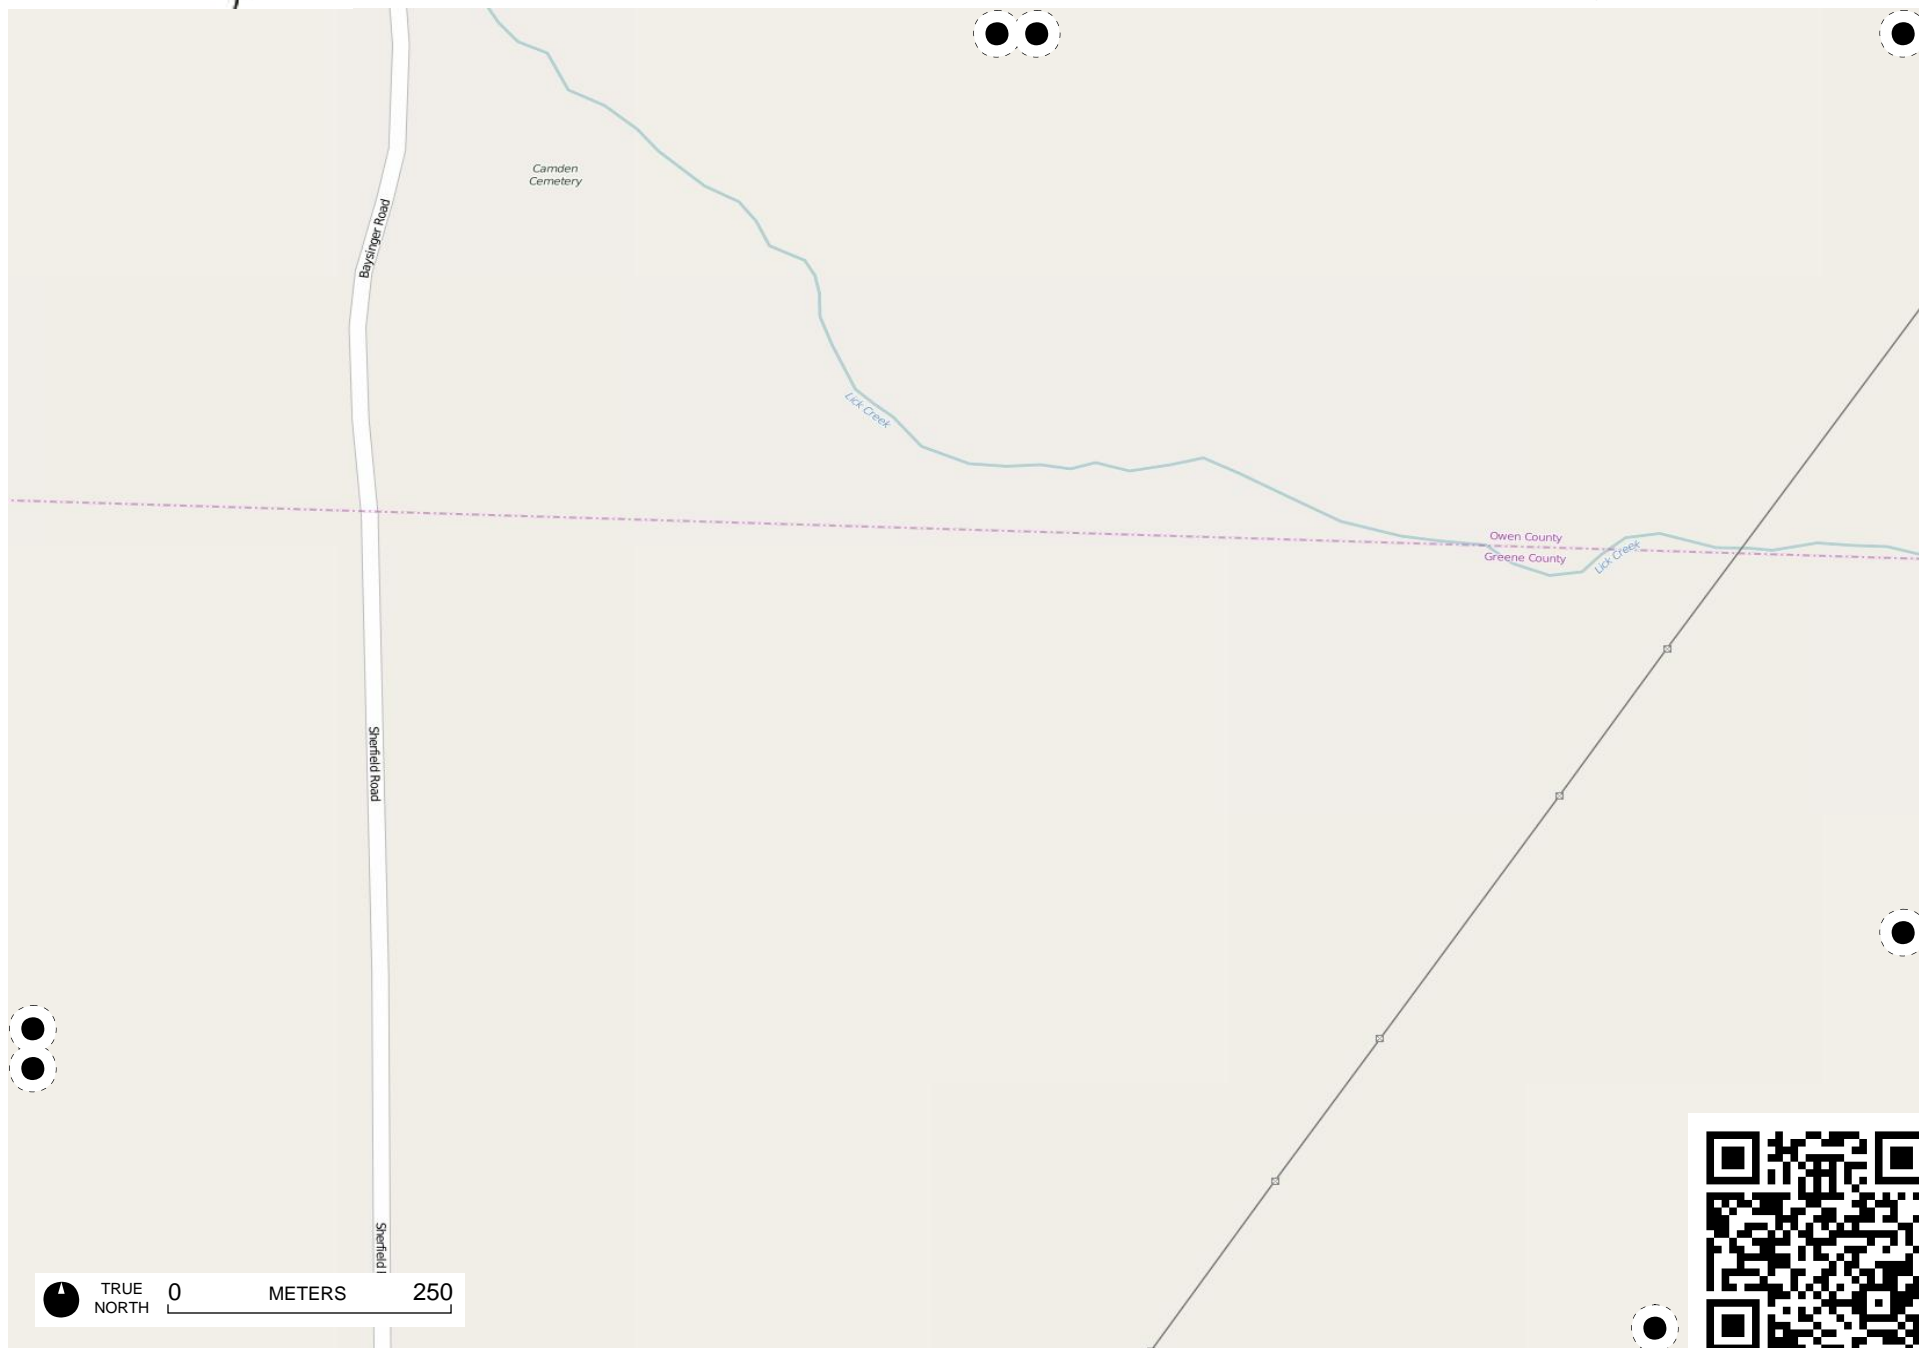 Camden
Cemetery
Baysinger Road
Lick Creek
Owen County
Greene County
Lick Creek
Sherfield Road
Sherfield
TRUE
NORTH
0 METERS 250